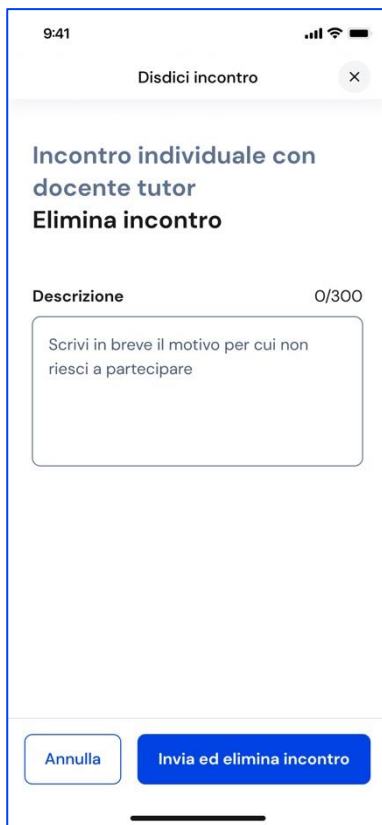 9:41
Disdici incontro
Incontro individuale con
docente tutor
Elimina incontro
Descrizione 0/300
Scrivi in breve il motivo per cui non
riesci a partecipare
Annulla Invia ed elimina incontro